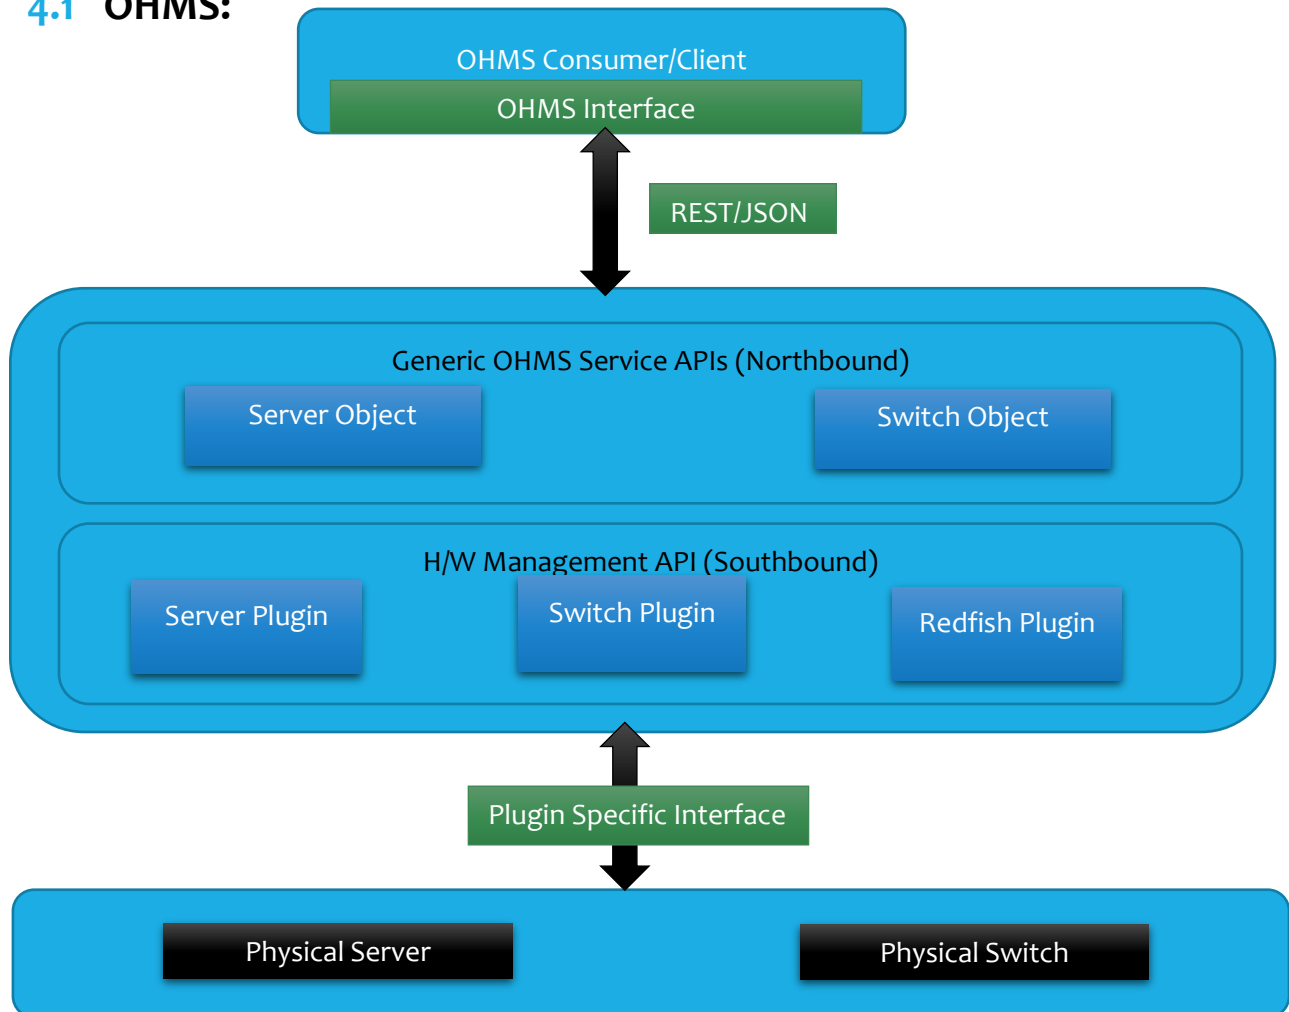 4.1 OHMS:
OHMS Consumer/Client
OHMS Interface
REST/JSON
Generic OHMS Service APIs (Northbound)
Server Object
Switch Object
H/W Management API (Southbound)
Server Plugin
Switch Plugin
Redfish Plugin
Plugin Specific Interface
Physical Server
Physical Switch